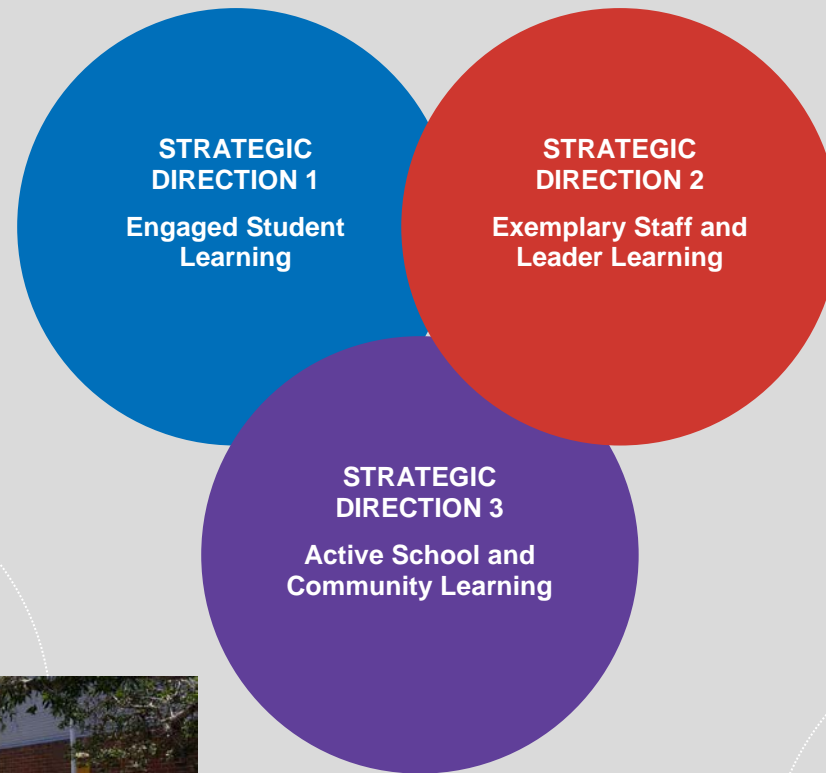 STRATEGIC
DIRECTION 1
Engaged Student
Learning
STRATEGIC
DIRECTION 2
Exemplary Staff and
Leader Learning
STRATEGIC
DIRECTION 3
Active School and
Community Learning